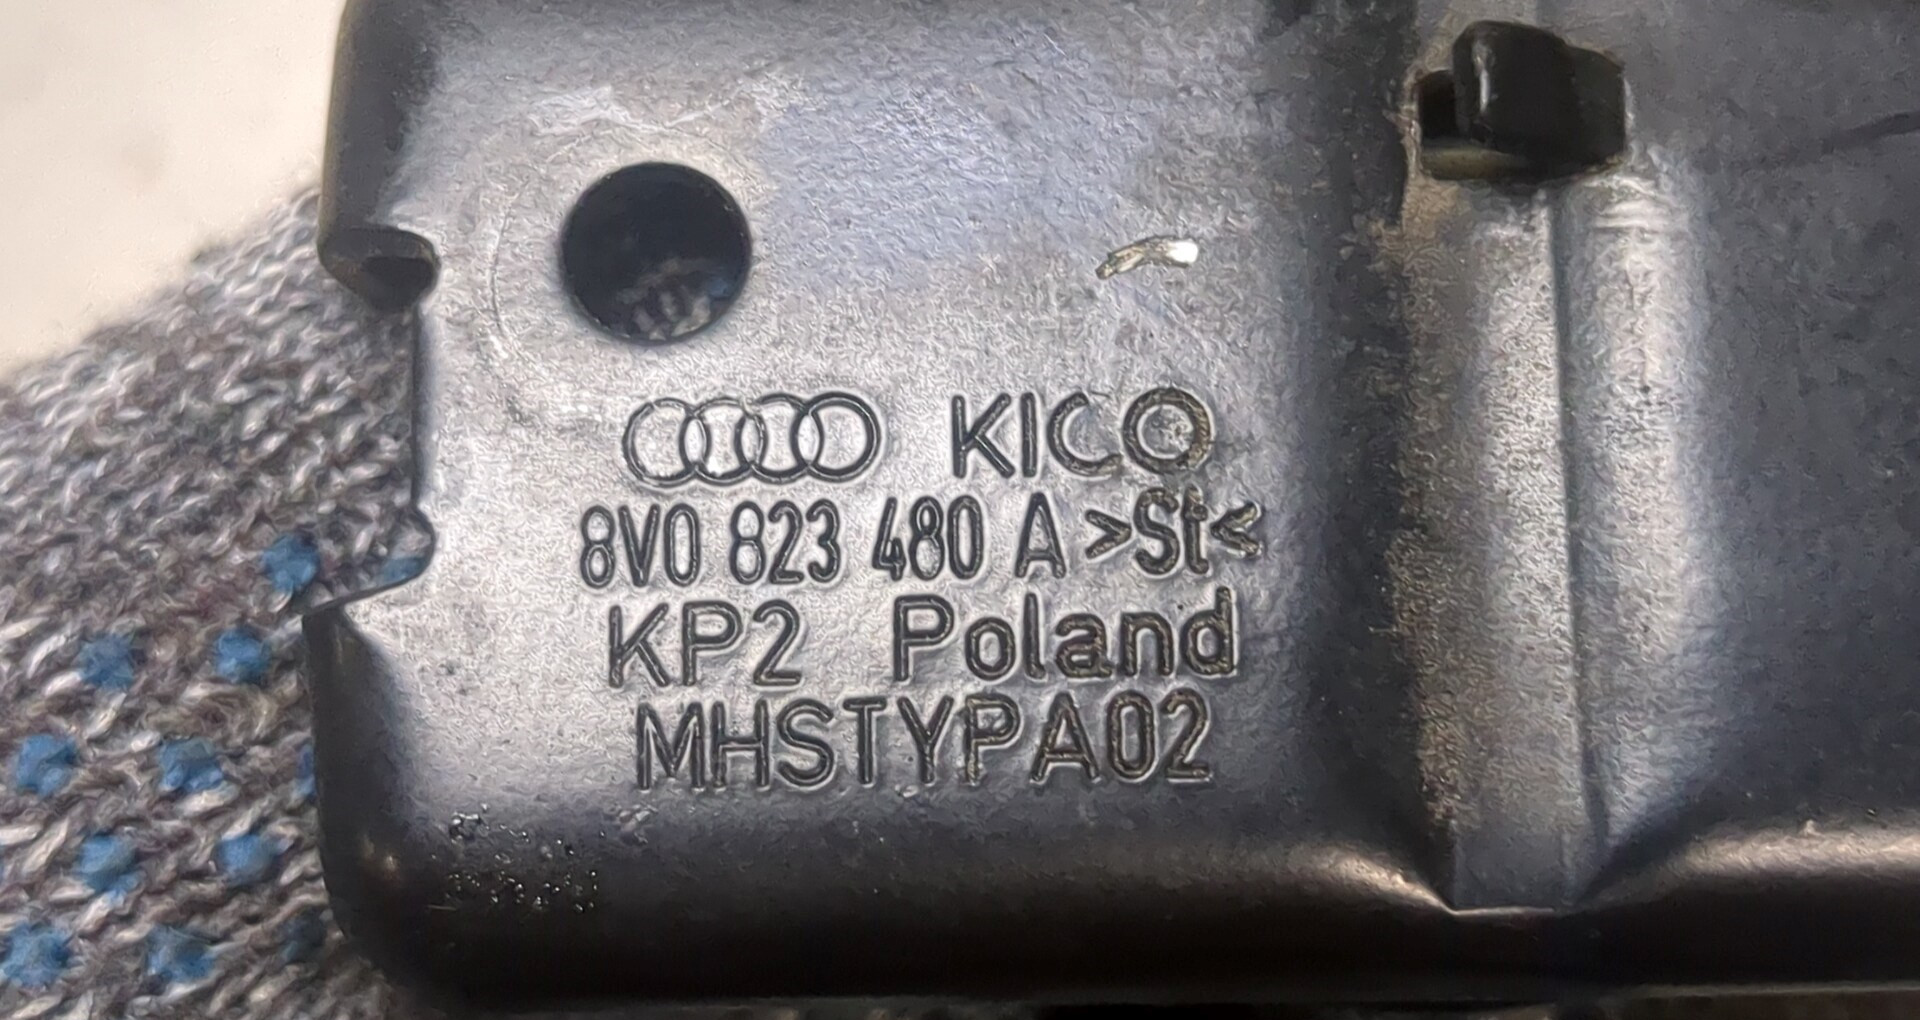 KICO
8V0 823 480 A >St<
KP2 Poland
MHSTYPA02